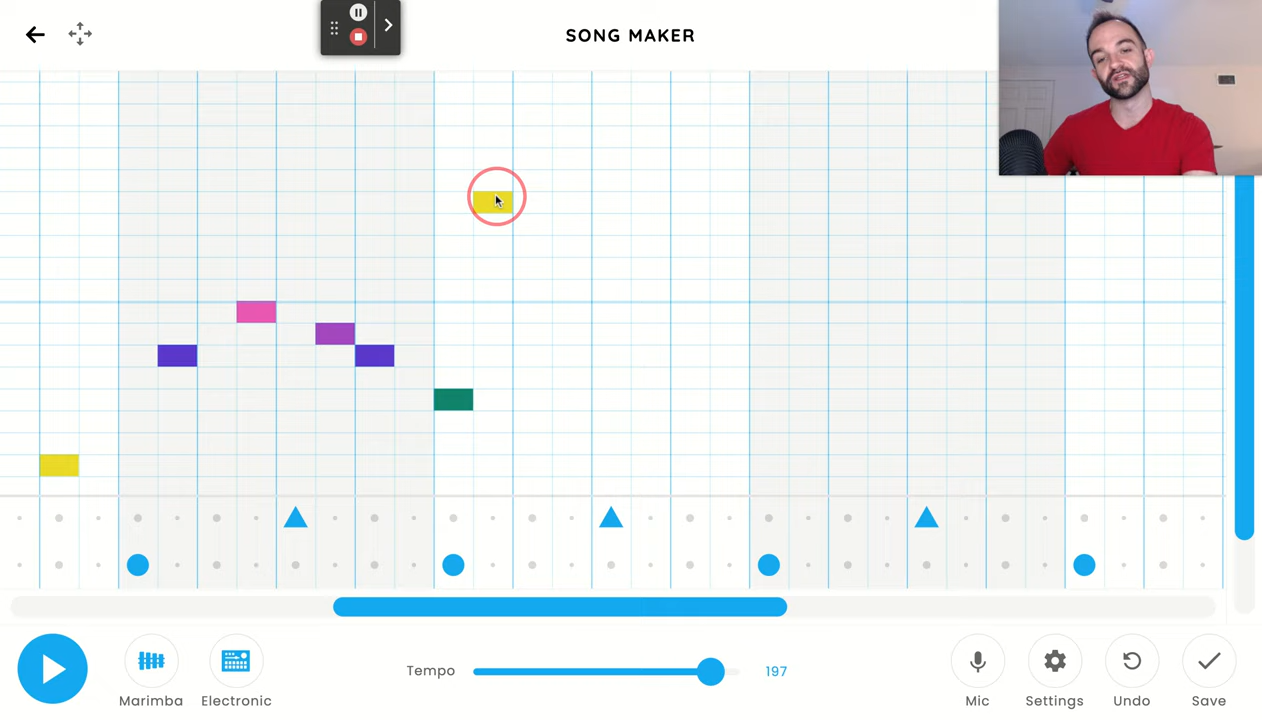 SONG MAKER
Tempo
197
Marimba
Electronic
Mic
Settings
Undo
Save